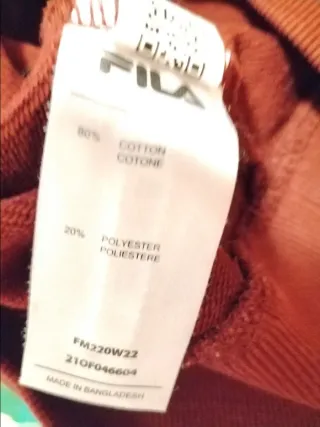 FILA
80% COTTON
COTONE
20% POLYESTER
POLIESTERE
FM220W22
21OF046604
MADE IN BANGLADESH